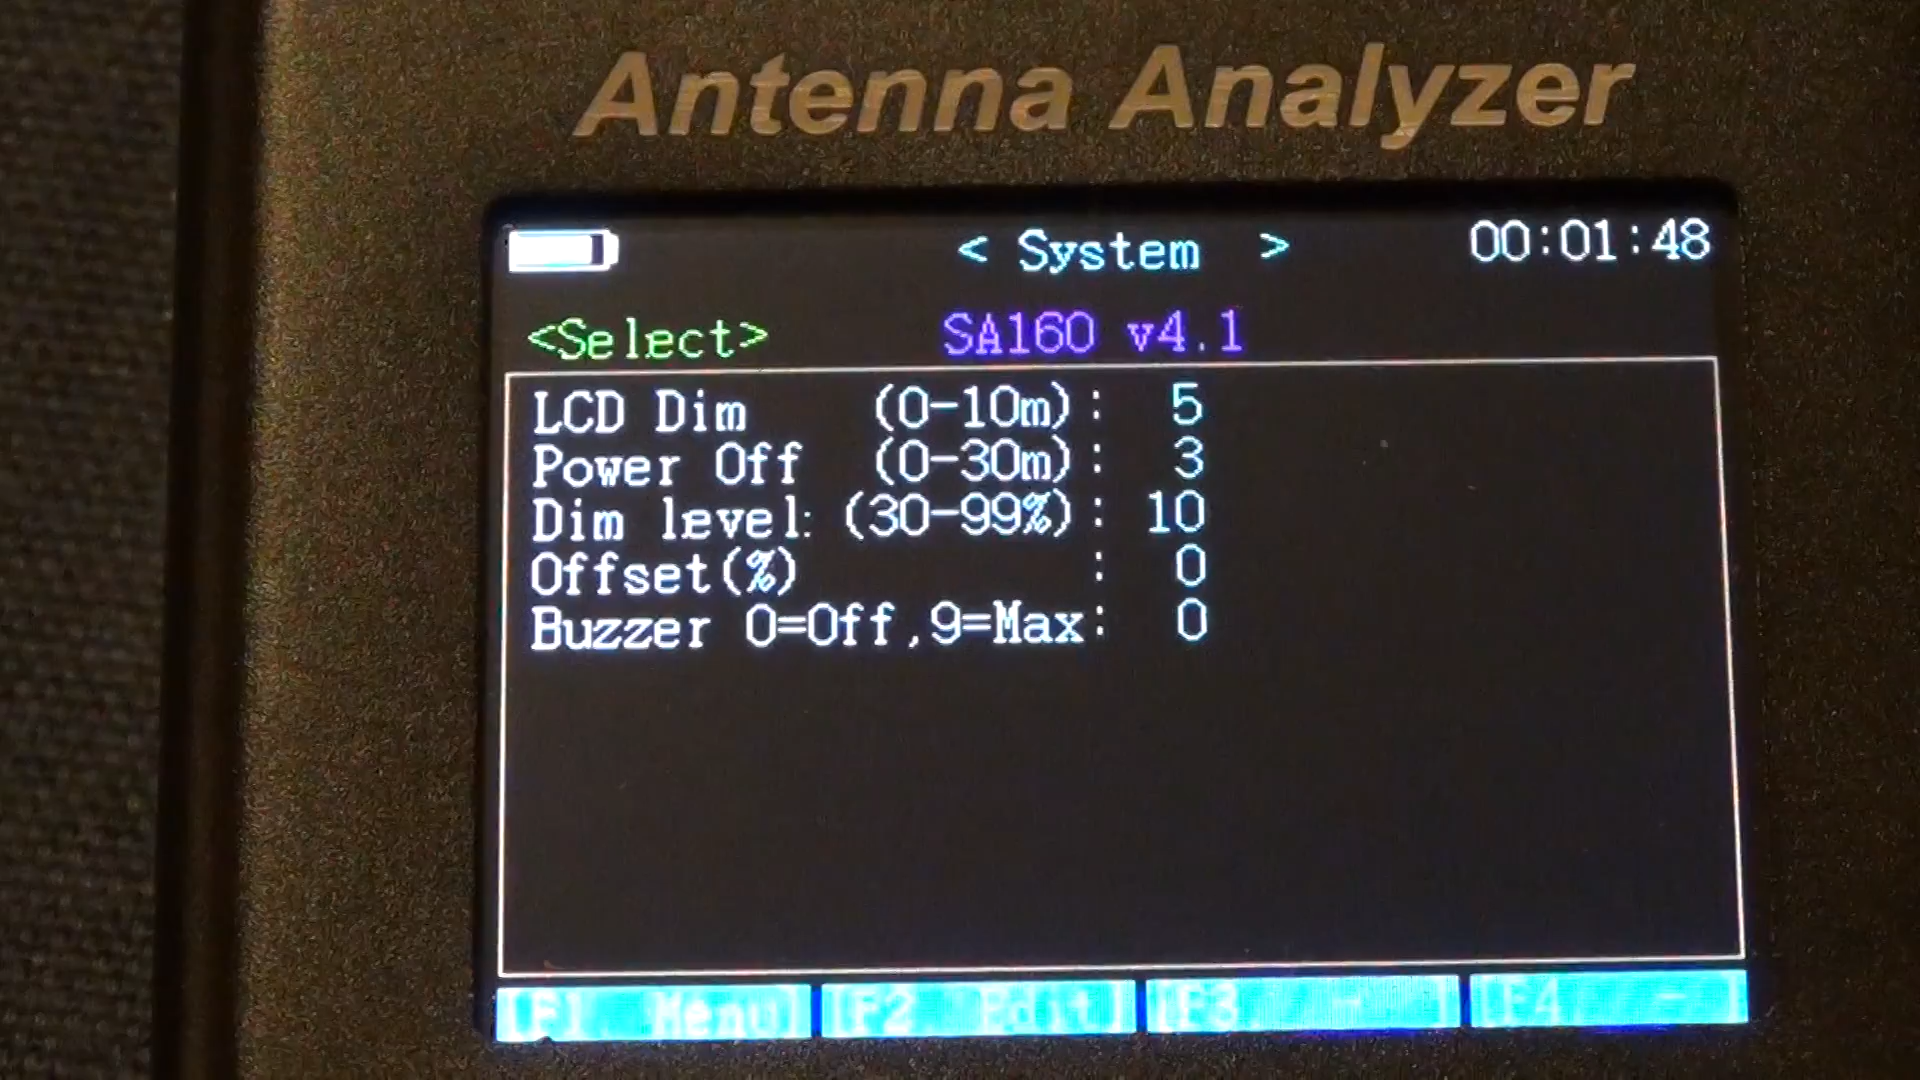 Antenna Analyzer
< System > 00:01:48
<Select> SA160 v4.1
LCD Dim (0-10m): 5
Power Off (0-30m): 3
Dim level: (30-99%): 10
Offset(%) : 0
Buzzer 0=Off,9=Max: 0
[F1 Menu] [F2 Edit] [F3 - ] [F4 - ]